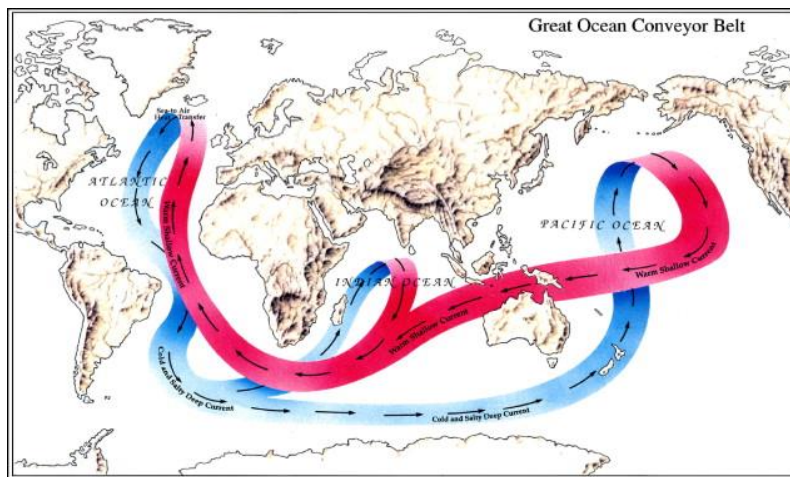 Great Ocean Conveyor Belt
Sea-to Air
Heat Transfer
ATLANTIC
OCEAN
Warm Shallow Current
PACIFIC OCEAN
INDIAN OCEAN
Warm Shallow Current
Warm Shallow Current
Cold and Salty Deep Current
Cold and Salty Deep Current